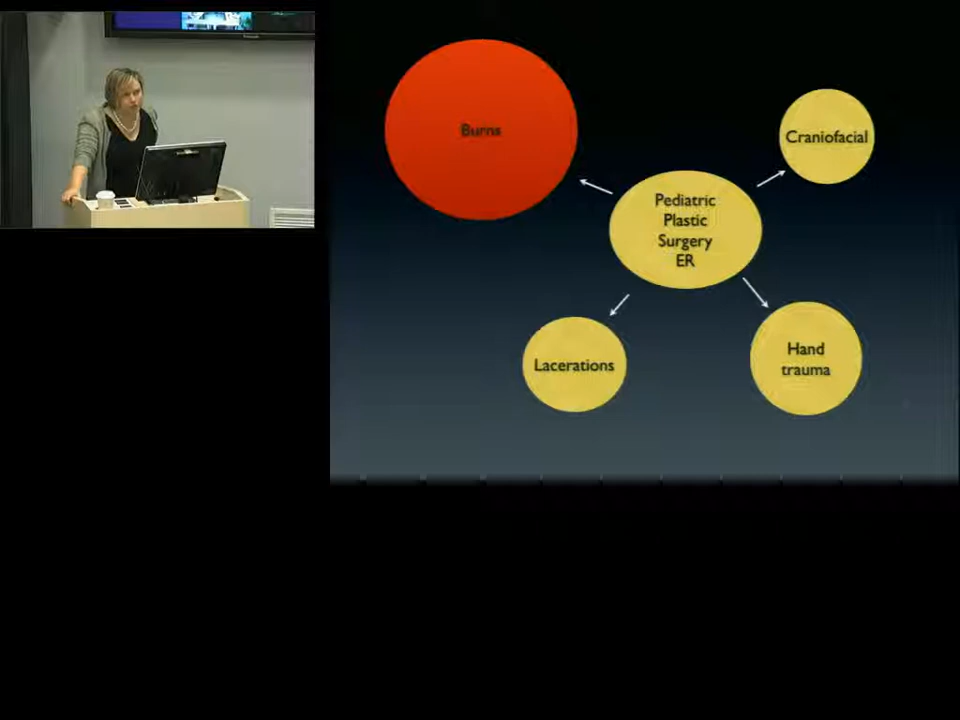 Burns
Craniofacial
Pediatric
Plastic
Surgery
ER
Lacerations
Hand
trauma